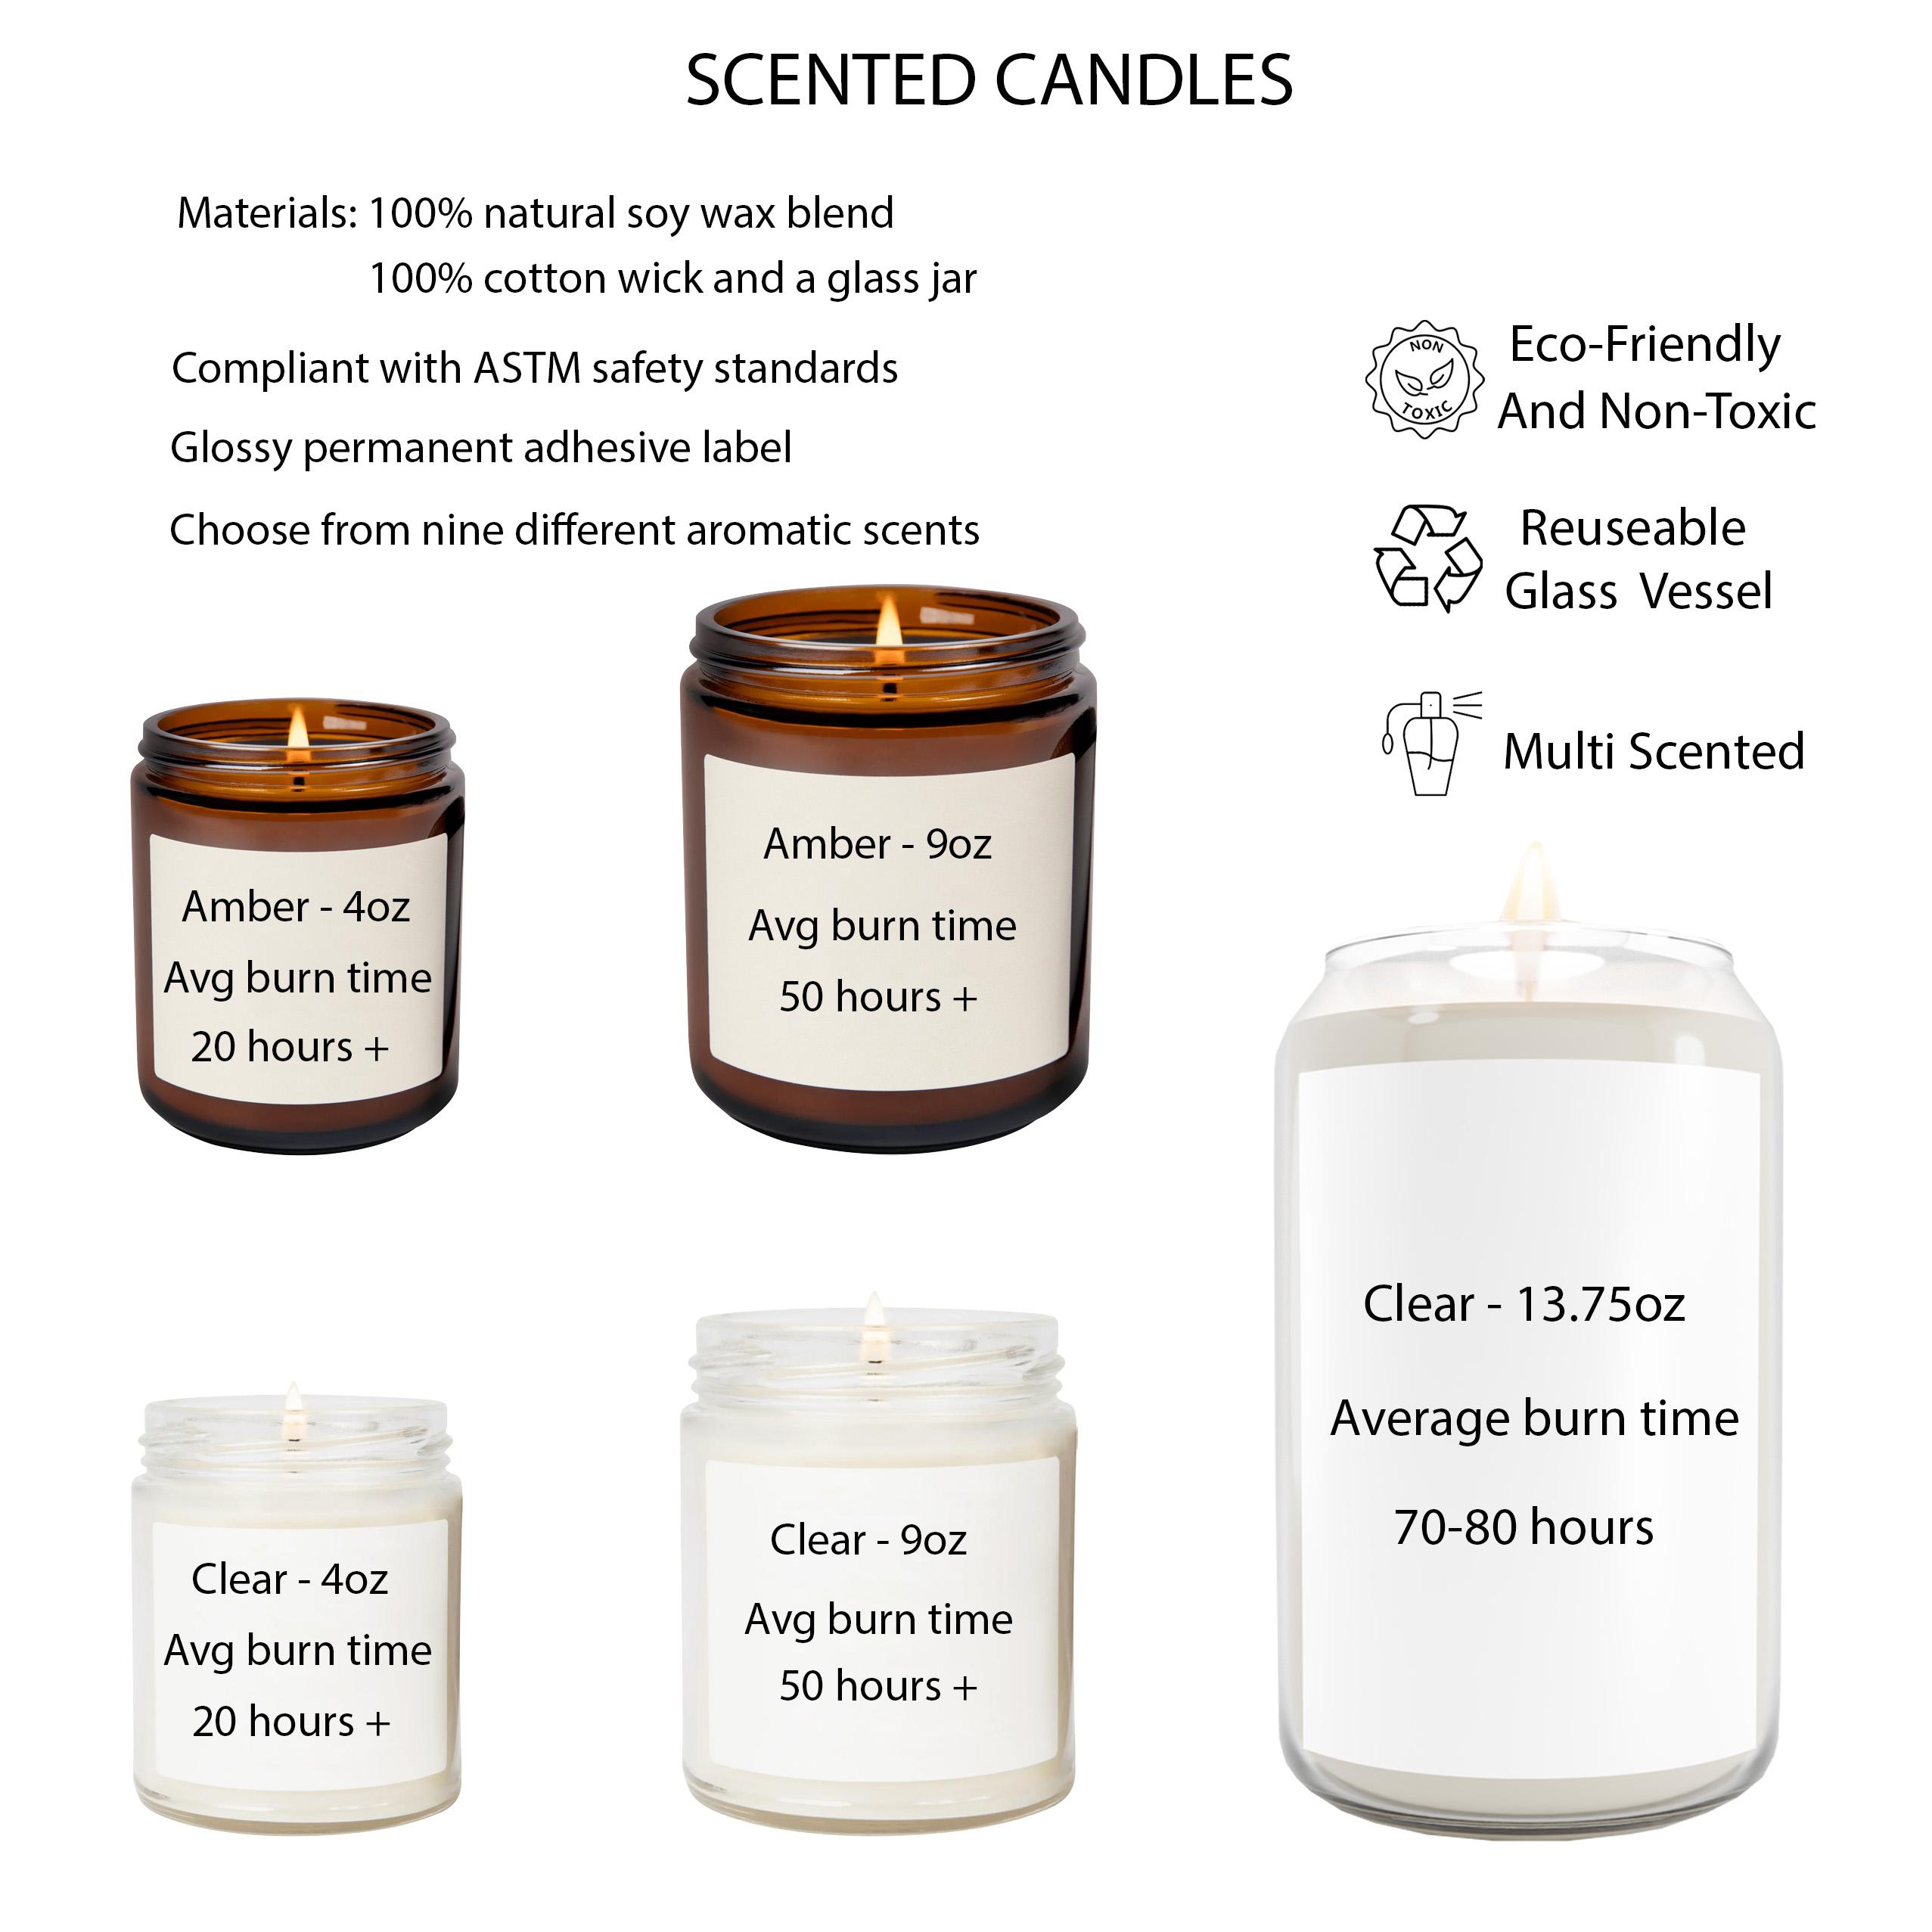 SCENTED CANDLES
Materials: 100% natural soy wax blend
100% cotton wick and a glass jar
Compliant with ASTM safety standards
Glossy permanent adhesive label
Choose from nine different aromatic scents
NON
TOXIC
Eco-Friendly
And Non-Toxic
Reuseable
Glass Vessel
Multi Scented
Amber - 4oz
Avg burn time
20 hours +
Amber - 9oz
Avg burn time
50 hours +
Clear - 4oz
Avg burn time
20 hours +
Clear - 9oz
Avg burn time
50 hours +
Clear - 13.75oz
Average burn time
70-80 hours